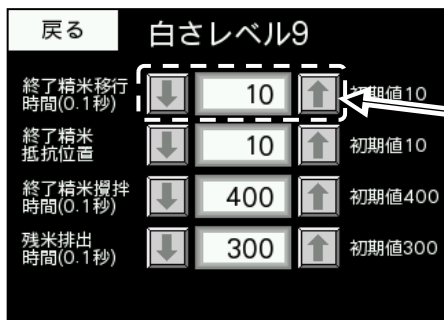 戻る 白さレベル9
終了精米移行
時間(0.1秒) 10 初期値10
終了精米
抵抗位置 10 初期値10
終了精米攪拌
時間(0.1秒) 400 初期値400
残米排出
時間(0.1秒) 300 初期値300